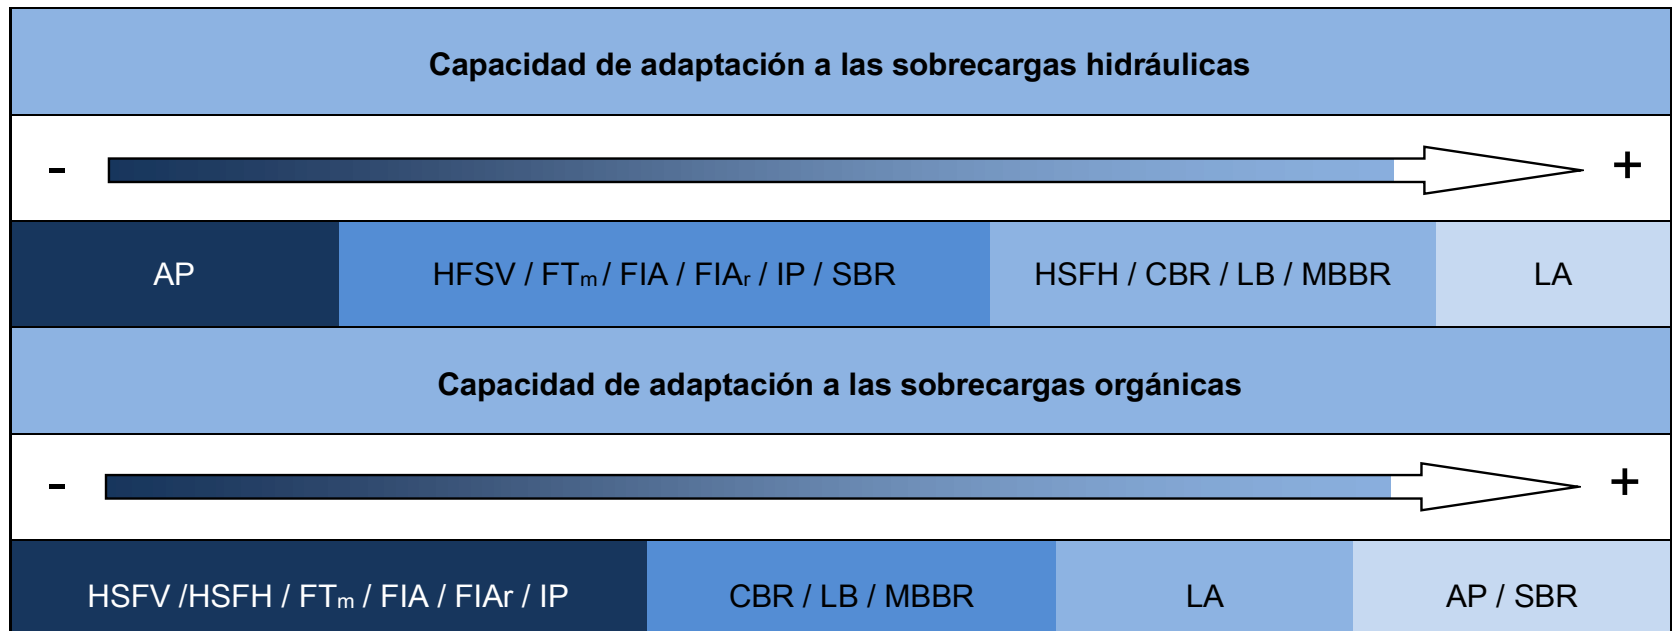 Capacidad de adaptación a las sobrecargas hidráulicas
- +
AP HFSV / FTm / FIA / FIAr / IP / SBR HSFH / CBR / LB / MBBR LA
Capacidad de adaptación a las sobrecargas orgánicas
- +
HSFV /HSFH / FTm / FIA / FIAr / IP CBR / LB / MBBR LA AP / SBR